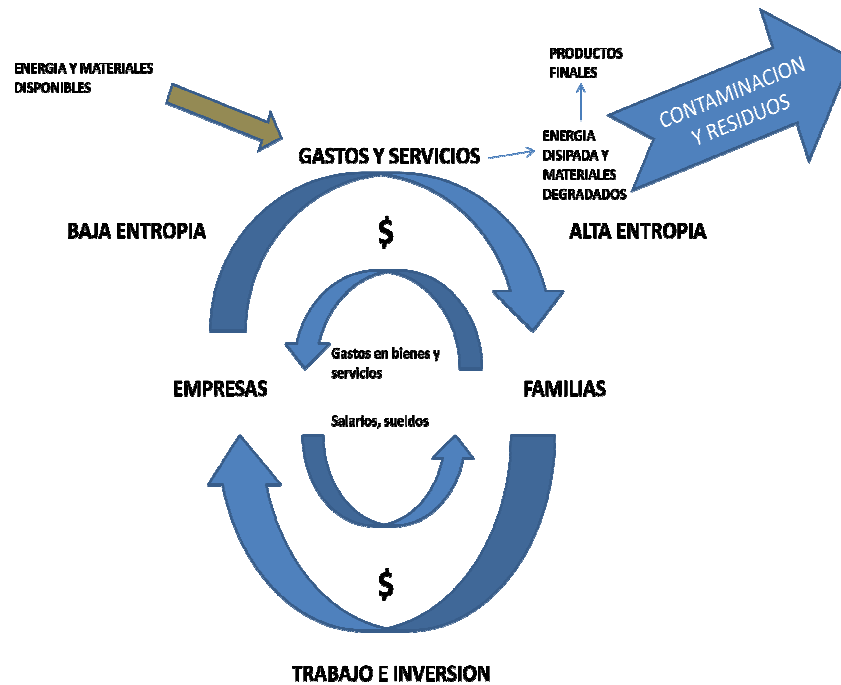 ENERGIA Y MATERIALES
DISPONIBLES
PRODUCTOS
FINALES
CONTAMINACION
Y RESIDUOS
ENERGIA
DISIPADA Y
MATERIALES
DEGRADADOS
GASTOS Y SERVICIOS
BAJA ENTROPIA
$
ALTA ENTROPIA
Gastos en bienes y
servicios
EMPRESAS
FAMILIAS
Salarios, sueldos
$
TRABAJO E INVERSION